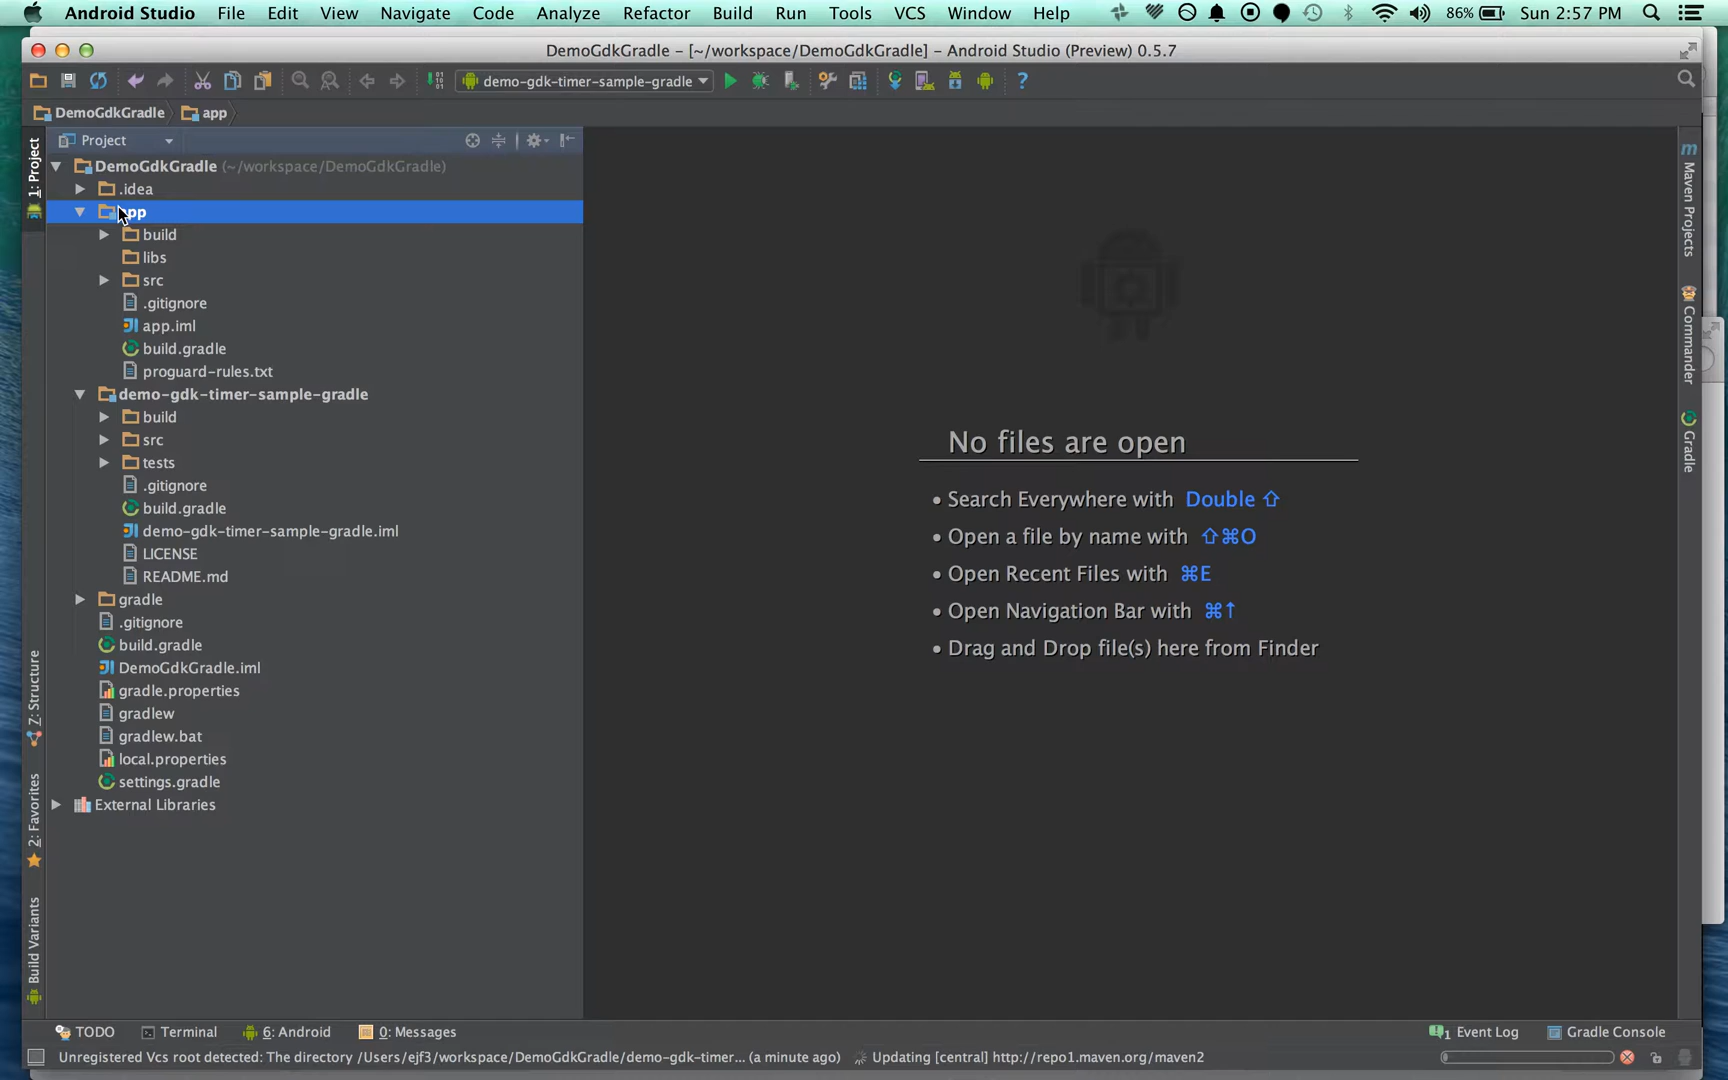 Android Studio File Edit View Navigate Code Analyze Refactor Build Run Tools VCS Window Help 86% Sun 2:57 PM
DemoGdkGradle – [~/workspace/DemoGdkGradle] – Android Studio (Preview) 0.5.7
demo-gdk-timer-sample-gradle
DemoGdkGradle app
Project
DemoGdkGradle (~/workspace/DemoGdkGradle)
.idea
app
build
libs
src
.gitignore
app.iml
build.gradle
proguard-rules.txt
demo-gdk-timer-sample-gradle
build
src
tests
.gitignore
build.gradle
demo-gdk-timer-sample-gradle.iml
LICENSE
README.md
gradle
.gitignore
build.gradle
DemoGdkGradle.iml
gradle.properties
gradlew
gradlew.bat
local.properties
settings.gradle
External Libraries
1: Project
7: Structure
2: Favorites
Build Variants
No files are open
• Search Everywhere with Double ⇧
• Open a file by name with ⇧⌘O
• Open Recent Files with ⌘E
• Open Navigation Bar with ⌘↑
• Drag and Drop file(s) here from Finder
Maven Projects
Commander
Gradle
TODO Terminal 6: Android 0: Messages 1 Event Log Gradle Console
Unregistered Vcs root detected: The directory /Users/ejf3/workspace/DemoGdkGradle/demo-gdk-timer... (a minute ago) Updating [central] http://repo1.maven.org/maven2